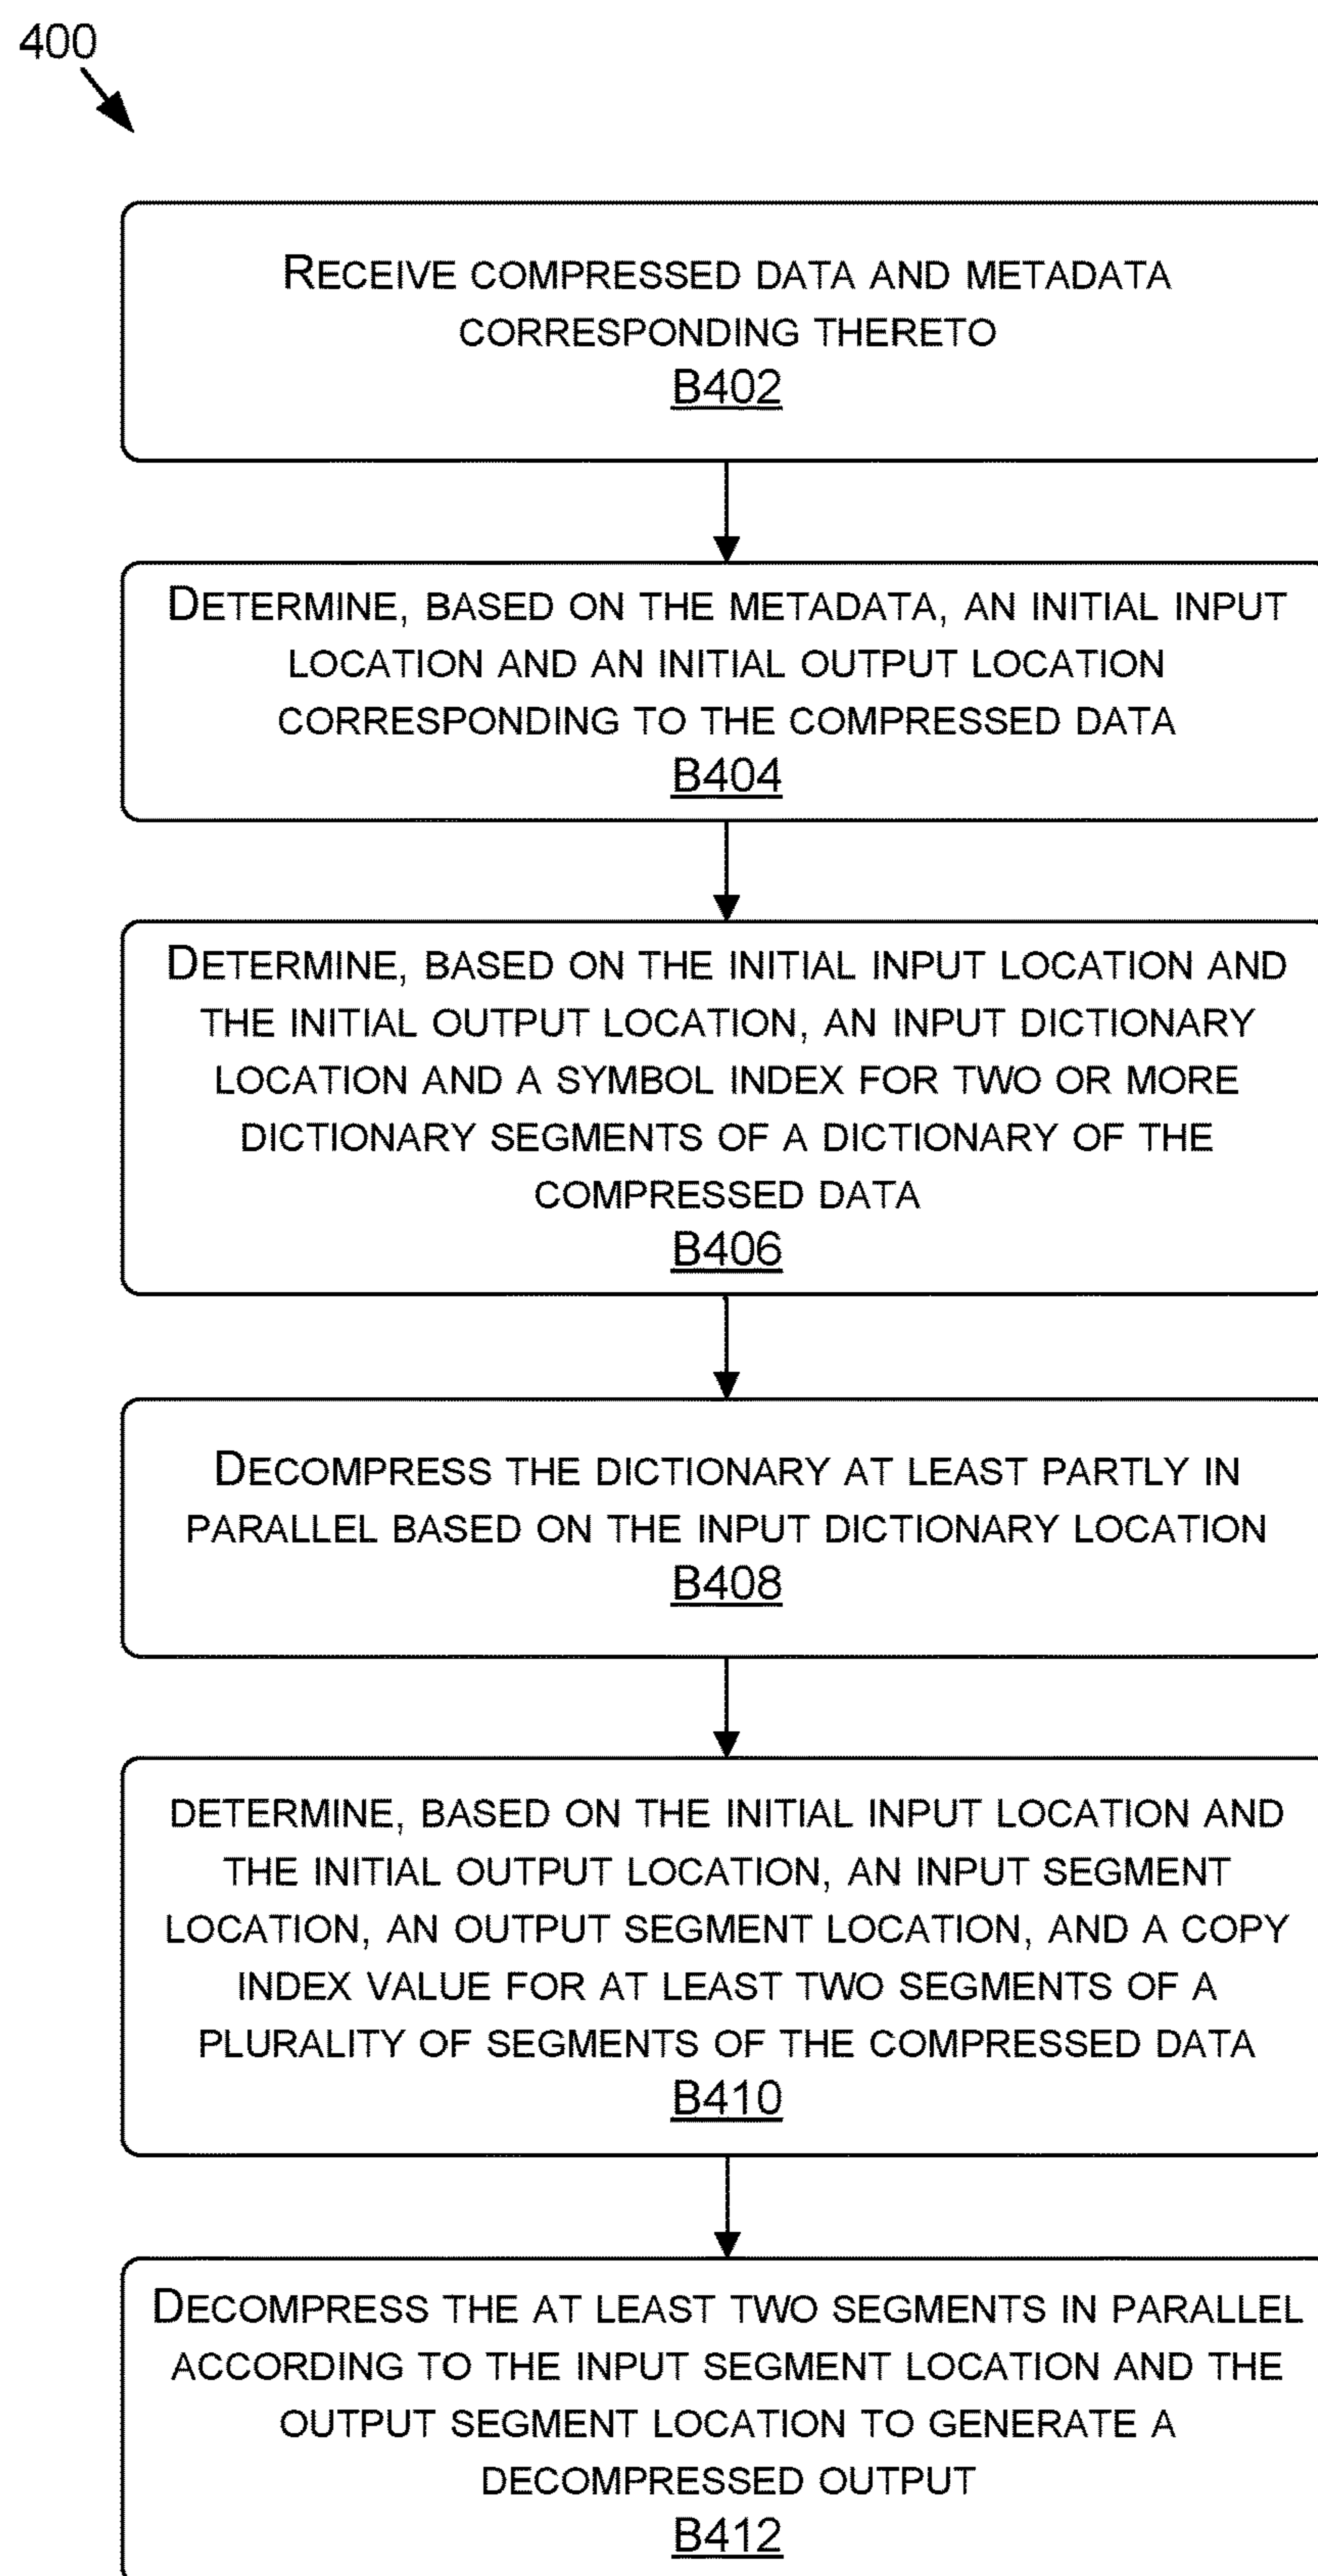 400
RECEIVE COMPRESSED DATA AND METADATA
CORRESPONDING THERETO
B402
DETERMINE, BASED ON THE METADATA, AN INITIAL INPUT
LOCATION AND AN INITIAL OUTPUT LOCATION
CORRESPONDING TO THE COMPRESSED DATA
B404
DETERMINE, BASED ON THE INITIAL INPUT LOCATION AND
THE INITIAL OUTPUT LOCATION, AN INPUT DICTIONARY
LOCATION AND A SYMBOL INDEX FOR TWO OR MORE
DICTIONARY SEGMENTS OF A DICTIONARY OF THE
COMPRESSED DATA
B406
DECOMPRESS THE DICTIONARY AT LEAST PARTLY IN
PARALLEL BASED ON THE INPUT DICTIONARY LOCATION
B408
DETERMINE, BASED ON THE INITIAL INPUT LOCATION AND
THE INITIAL OUTPUT LOCATION, AN INPUT SEGMENT
LOCATION, AN OUTPUT SEGMENT LOCATION, AND A COPY
INDEX VALUE FOR AT LEAST TWO SEGMENTS OF A
PLURALITY OF SEGMENTS OF THE COMPRESSED DATA
B410
DECOMPRESS THE AT LEAST TWO SEGMENTS IN PARALLEL
ACCORDING TO THE INPUT SEGMENT LOCATION AND THE
OUTPUT SEGMENT LOCATION TO GENERATE A
DECOMPRESSED OUTPUT
B412